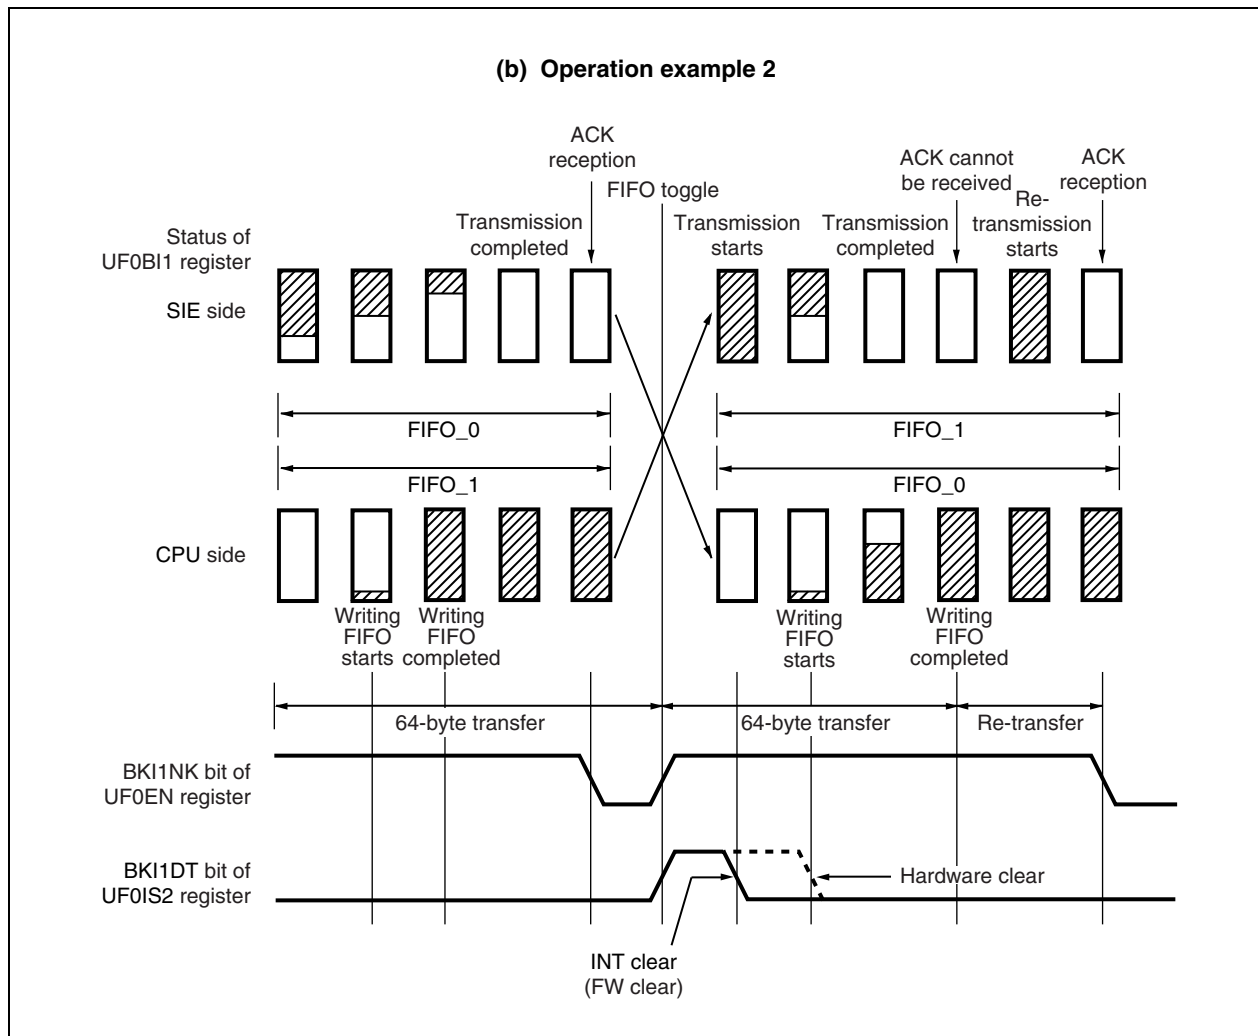 (b) Operation example 2
ACK
reception
FIFO toggle
ACK cannot
be received
ACK
reception
Re-
transmission
starts
Transmission
completed
Transmission
starts
Transmission
completed
Status of
UF0BI1 register
SIE side
FIFO_0
FIFO_1
FIFO_1
FIFO_0
CPU side
Writing
FIFO
starts
Writing
FIFO
completed
Writing
FIFO
starts
Writing
FIFO
completed
64-byte transfer
64-byte transfer
Re-transfer
BKI1NK bit of
UF0EN register
BKI1DT bit of
UF0IS2 register
Hardware clear
INT clear
(FW clear)